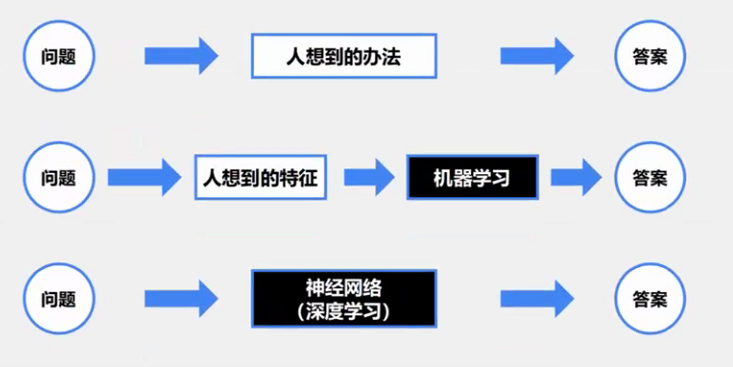 问题
人想到的办法
答案
问题
人想到的特征
机器学习
答案
问题
神经网络
（深度学习）
答案